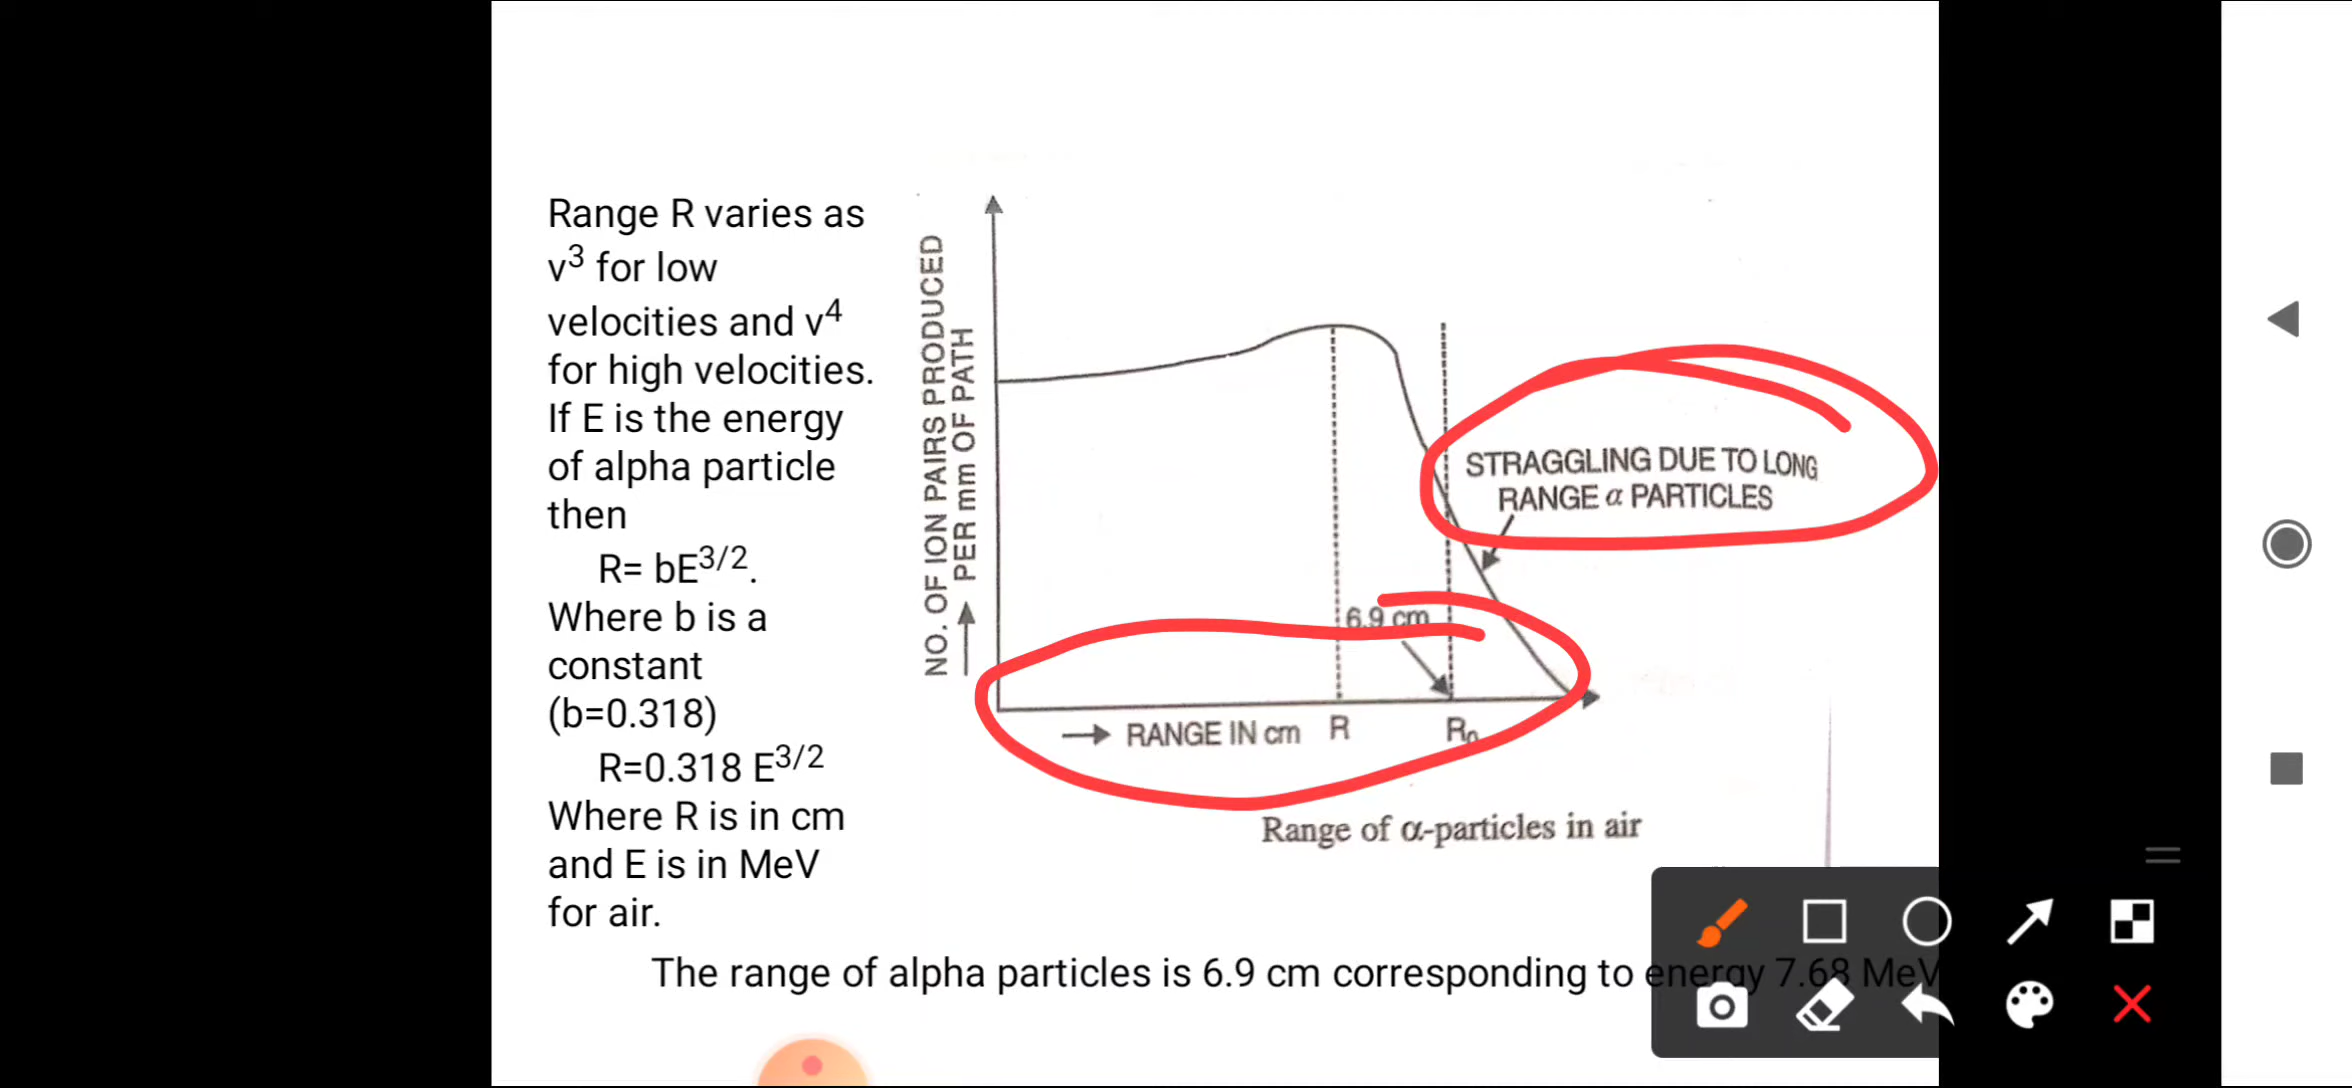 Range R varies as
v³ for low
velocities and v⁴
for high velocities.
If E is the energy
of alpha particle
then
R= bE³/².
Where b is a
constant
(b=0.318)
R=0.318 E³/²
Where R is in cm
and E is in MeV
for air.
NO. OF ION PAIRS PRODUCED
PER mm OF PATH
STRAGGLING DUE TO LONG
RANGE α PARTICLES
6.9 cm
RANGE IN cm R R₀
Range of α-particles in air
The range of alpha particles is 6.9 cm corresponding to energy 7.68 MeV